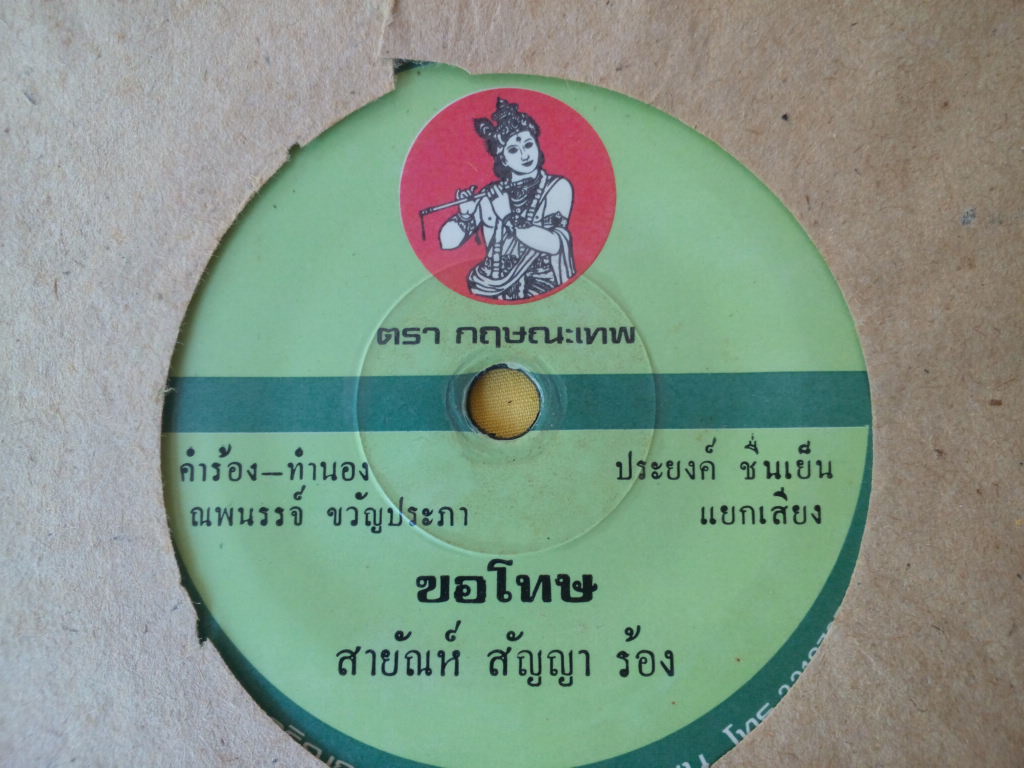 ตรา กฤษณะเทพ
คำร้อง–ทำนอง
ณพนรรจ์ ขวัญประภา
ประยงค์ ชื่นเย็น
แยกเสียง
ขอโทษ
สายัณห์ สัญญา ร้อง
โทร.